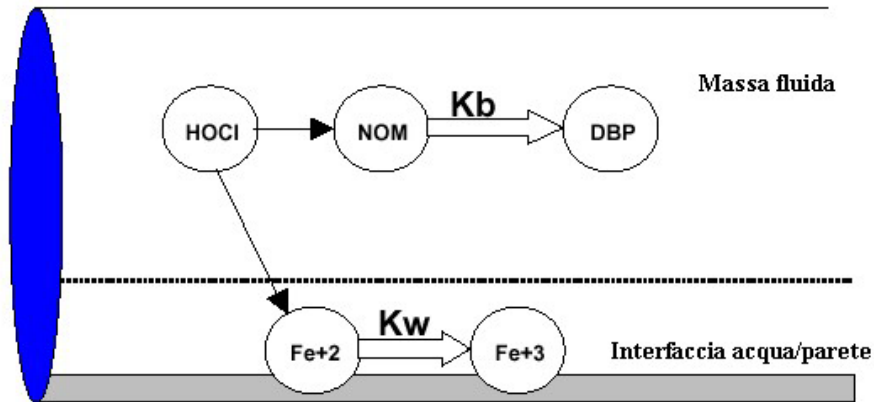 Massa fluida
Kb
HOCl
NOM
DBP
Kw
Fe+2
Fe+3
Interfaccia acqua/parete